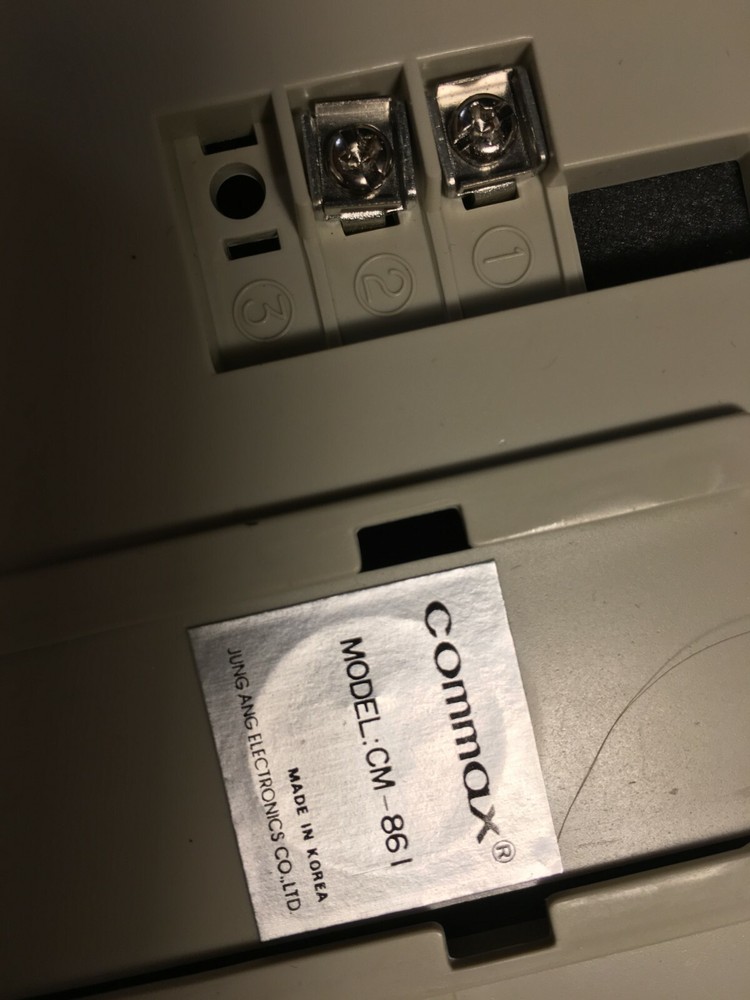 1
2
3
commax®
MODEL:CM-861
MADE IN KOREA
JUNG ANG ELECTRONICS CO.,LTD.